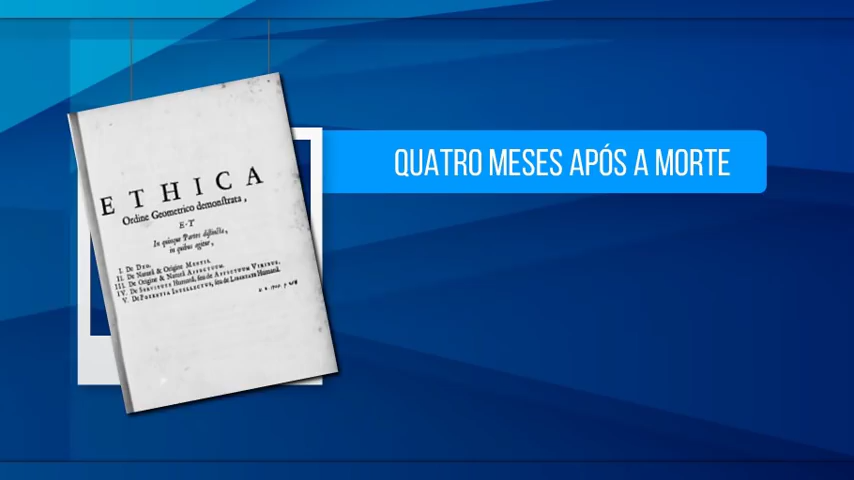 QUATRO MESES APÓS A MORTE
ETHICA
Ordine Geometrico demonſtrata,
ET
In quinque Partes diſtincta,
in quibus agitur,
I. De DEO.
II. De Naturâ & Origine MENTIS.
III. De Origine & Naturâ AFFECTUUM.
IV. De SERVITUTE Humanâ, ſeu de AFFECTUUM VIRIBUS.
V. De POTENTIA INTELLECTUS, ſeu de LIBERTATE Humanâ.